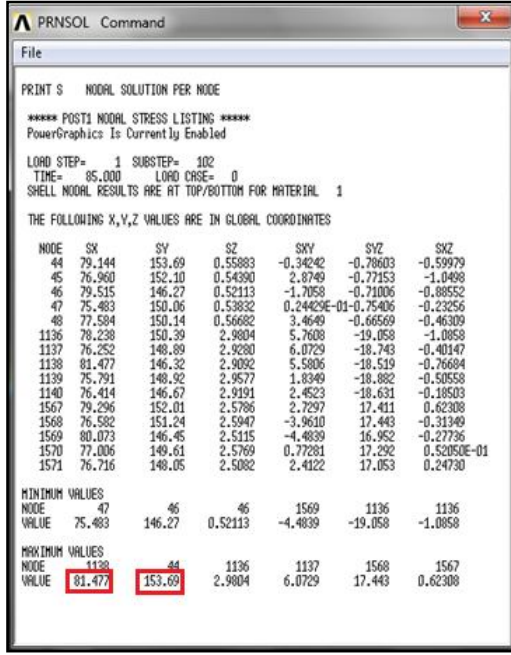 PRNSOL Command
File
PRINT S NODAL SOLUTION PER NODE
***** POST1 NODAL STRESS LISTING *****
PowerGraphics Is Currently Enabled
LOAD STEP= 1 SUBSTEP= 102
TIME= 85.000 LOAD CASE= 0
SHELL NODAL RESULTS ARE AT TOP/BOTTOM FOR MATERIAL 1
THE FOLLOWING X,Y,Z VALUES ARE IN GLOBAL COORDINATES
NODE SX SY SZ SXY SYZ SXZ
44 79.144 153.69 0.55883 -0.34242 -0.78603 -0.59979
45 76.960 152.10 0.54390 2.8749 -0.77153 -1.0498
46 79.515 146.27 0.52113 -1.7058 -0.71006 -0.88552
47 75.483 150.06 0.53832 0.24429E-01-0.75406 -0.23256
48 77.584 150.14 0.56682 3.4649 -0.66569 -0.46309
1136 78.238 150.39 2.9804 5.7608 -19.058 -1.0858
1137 76.252 148.89 2.9280 6.0729 -18.743 -0.40147
1138 81.477 146.32 2.9092 5.5806 -18.519 -0.76684
1139 75.791 148.92 2.9577 1.8349 -18.882 -0.50558
1140 76.414 146.67 2.9191 2.4523 -18.631 -0.18503
1567 79.296 152.01 2.5786 2.7297 17.411 0.62308
1568 76.582 151.24 2.5947 -3.9610 17.443 -0.31349
1569 80.073 146.45 2.5115 -4.4839 16.952 -0.27736
1570 77.006 149.61 2.5769 0.77281 17.292 0.52050E-01
1571 76.716 148.05 2.5082 2.4122 17.053 0.24730
MINIMUM VALUES
NODE 47 46 46 1569 1136 1136
VALUE 75.483 146.27 0.52113 -4.4839 -19.058 -1.0858
MAXIMUM VALUES
NODE 1138 44 1136 1137 1568 1567
VALUE 81.477 153.69 2.9804 6.0729 17.443 0.62308